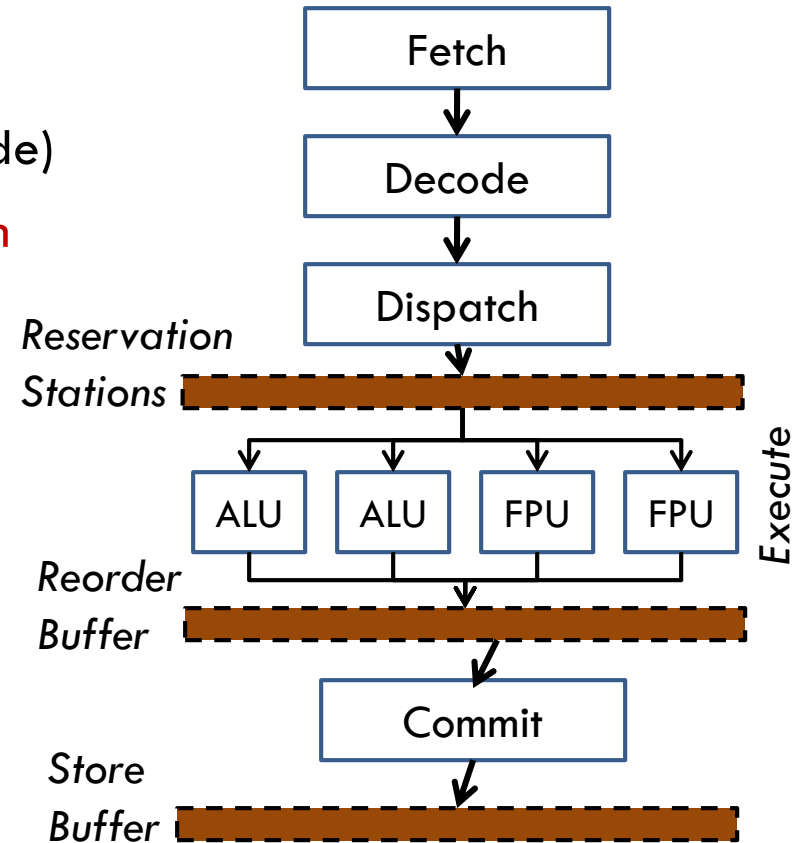 Fetch
de)
Decode
n
Dispatch
Reservation
Stations
Execute
ALU ALU FPU FPU
Reorder
Buffer
Commit
Store
Buffer